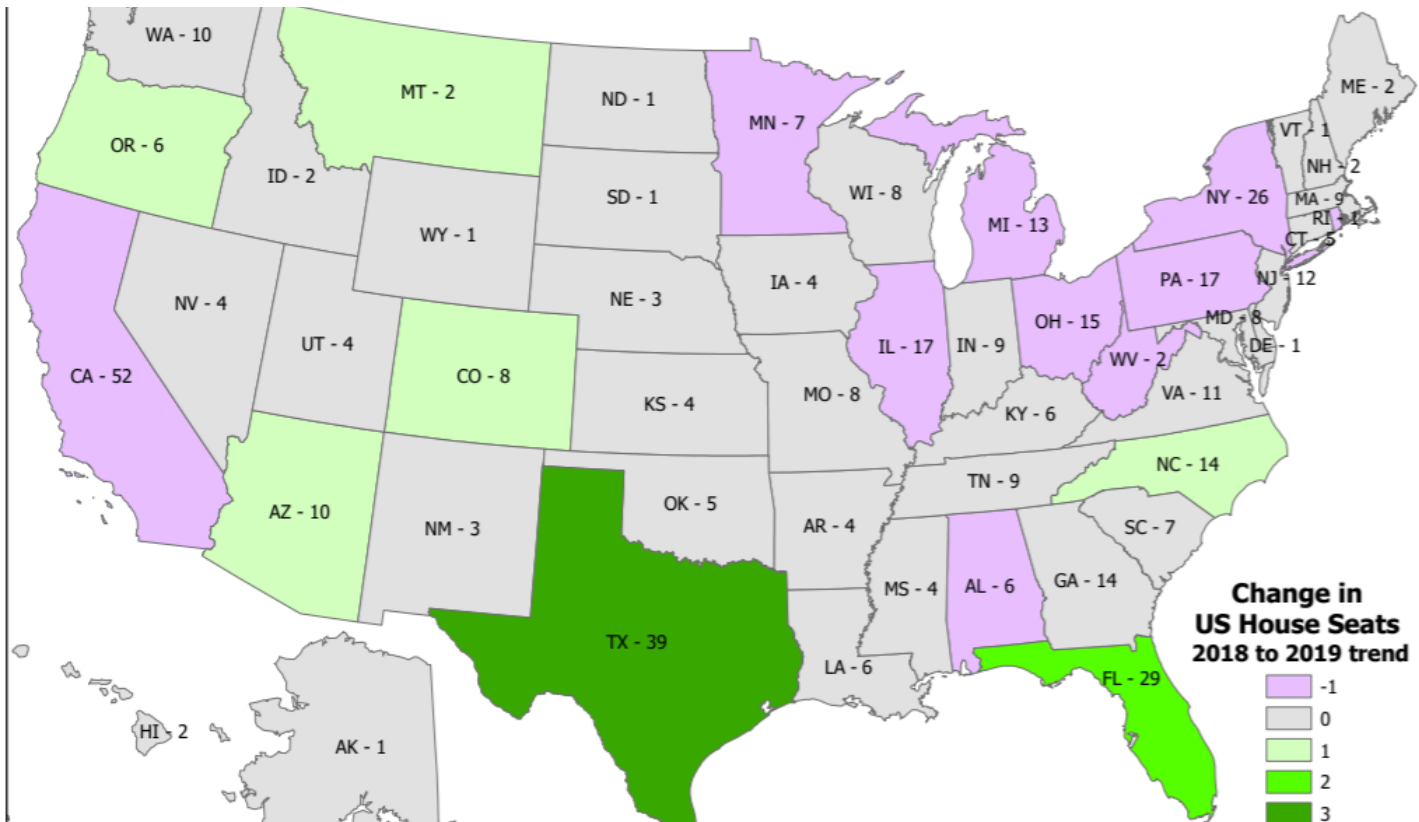 WA - 10
MT - 2
ND - 1
MN - 7
ME - 2
OR - 6
ID - 2
SD - 1
WI - 8
VT - 1
NH - 2
NY - 26
MA - 9
RI - 1
CT - 5
MI - 13
WY - 1
NE - 3
IA - 4
PA - 17
NJ - 12
NV - 4
UT - 4
CO - 8
IL - 17
IN - 9
OH - 15
MD - 8
DE - 1
WV - 2
CA - 52
KS - 4
MO - 8
KY - 6
VA - 11
AZ - 10
NM - 3
OK - 5
AR - 4
TN - 9
NC - 14
SC - 7
MS - 4
AL - 6
GA - 14
TX - 39
LA - 6
FL - 29
HI - 2
AK - 1
Change in
US House Seats
2018 to 2019 trend
-1
0
1
2
3